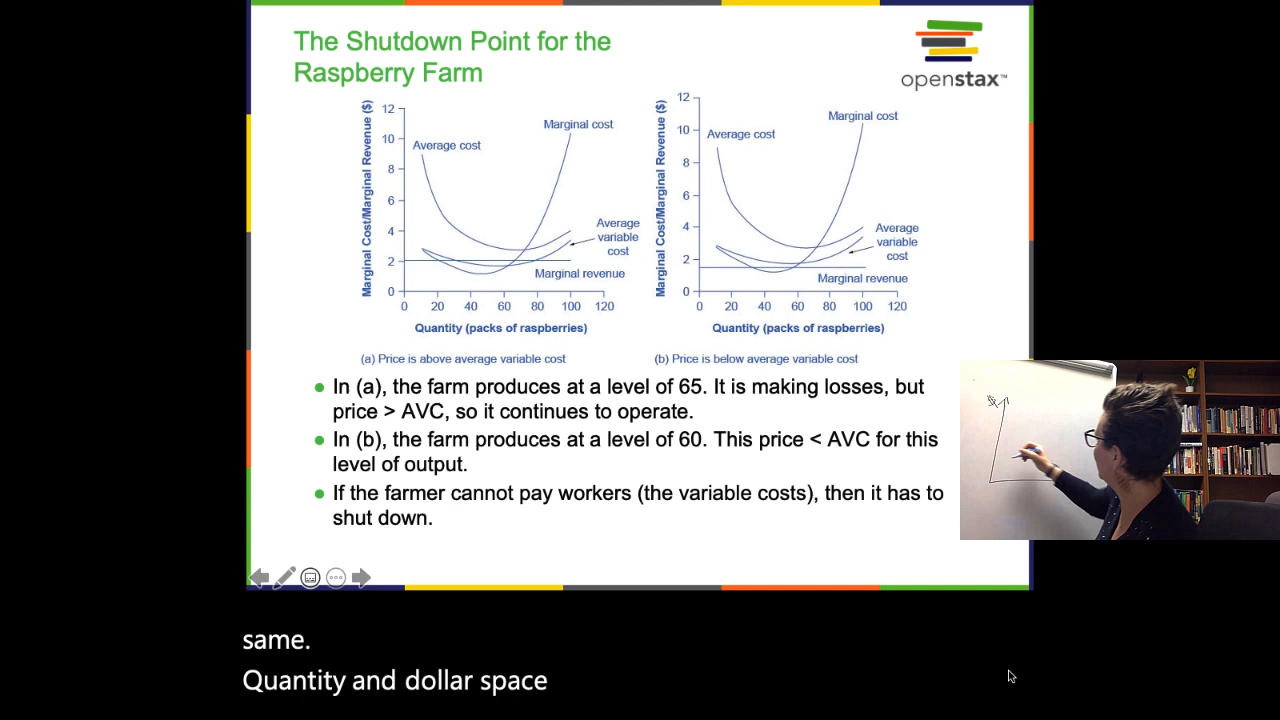 The Shutdown Point for the
Raspberry Farm
openstax™
Marginal Cost/Marginal Revenue ($)
12
10
8
6
4
2
0
Average cost
Marginal cost
Average
variable
cost
Marginal revenue
0 20 40 60 80 100 120
Quantity (packs of raspberries)
(a) Price is above average variable cost
Marginal Cost/Marginal Revenue ($)
12
10
8
6
4
2
0
Average cost
Marginal cost
Average
variable
cost
Marginal revenue
0 20 40 60 80 100 120
Quantity (packs of raspberries)
(b) Price is below average variable cost
● In (a), the farm produces at a level of 65. It is making losses, but
price > AVC, so it continues to operate.
● In (b), the farm produces at a level of 60. This price < AVC for this
level of output.
● If the farmer cannot pay workers (the variable costs), then it has to
shut down.
$
same.
Quantity and dollar space